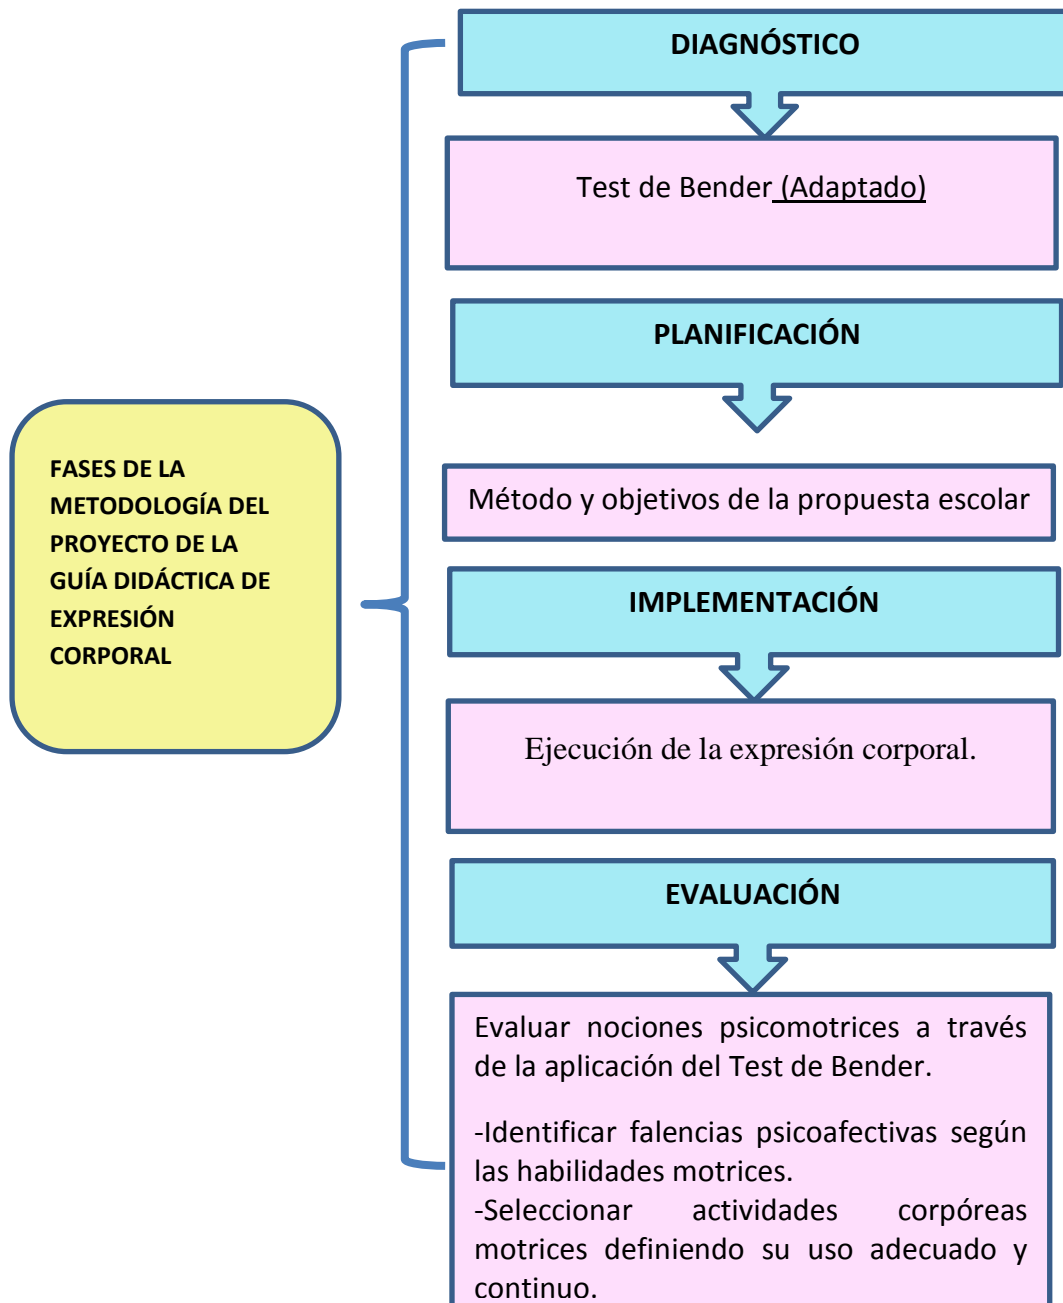 FASES DE LA
METODOLOGÍA DEL
PROYECTO DE LA
GUÍA DIDÁCTICA DE
EXPRESIÓN
CORPORAL
DIAGNÓSTICO
Test de Bender (Adaptado)
PLANIFICACIÓN
Método y objetivos de la propuesta escolar
IMPLEMENTACIÓN
Ejecución de la expresión corporal.
EVALUACIÓN
Evaluar nociones psicomotrices a través
de la aplicación del Test de Bender.
-Identificar falencias psicoafectivas según
las habilidades motrices.
-Seleccionar actividades corpóreas
motrices definiendo su uso adecuado y
continuo.